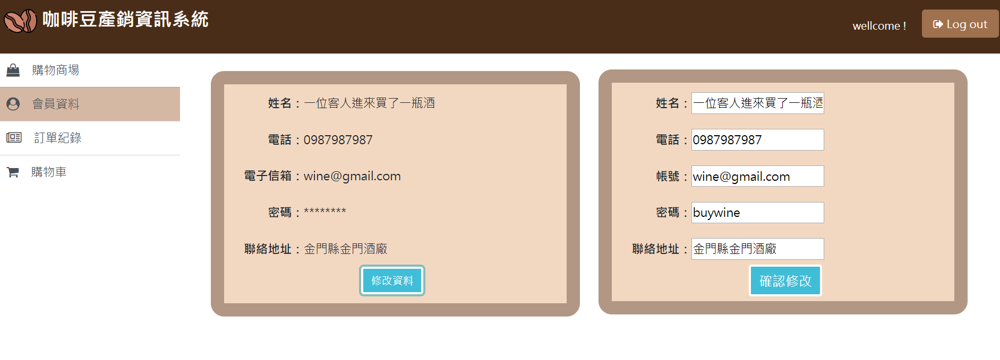 咖啡豆產銷資訊系統
wellcome !
Log out
購物商場
會員資料
訂單紀錄
購物車
姓名：一位客人進來買了一瓶酒
電話：0987987987
電子信箱：wine@gmail.com
密碼：********
聯絡地址：金門縣金門酒廠
修改資料
姓名：一位客人進來買了一瓶酒
電話：0987987987
帳號：wine@gmail.com
密碼：buywine
聯絡地址：金門縣金門酒廠
確認修改